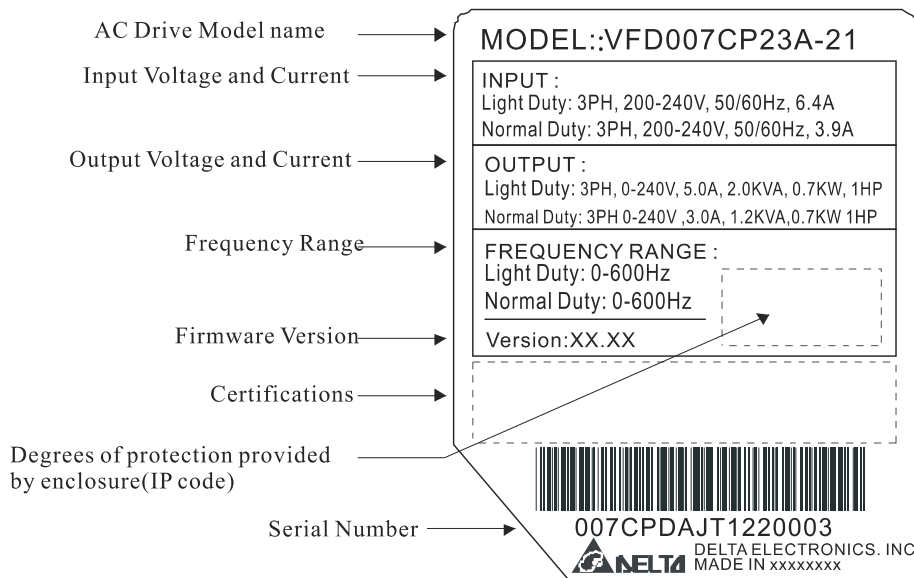 AC Drive Model name
MODEL::VFD007CP23A-21
Input Voltage and Current
INPUT :
Light Duty: 3PH, 200-240V, 50/60Hz, 6.4A
Normal Duty: 3PH, 200-240V, 50/60Hz, 3.9A
Output Voltage and Current
OUTPUT :
Light Duty: 3PH, 0-240V, 5.0A, 2.0KVA, 0.7KW, 1HP
Normal Duty: 3PH 0-240V ,3.0A, 1.2KVA,0.7KW 1HP
Frequency Range
FREQUENCY RANGE :
Light Duty: 0-600Hz
Normal Duty: 0-600Hz
Firmware Version
Version:XX.XX
Certifications
Degrees of protection provided
by enclosure(IP code)
Serial Number
007CPDAJT1220003
DELTA
DELTA ELECTRONICS. INC
MADE IN xxxxxxxx